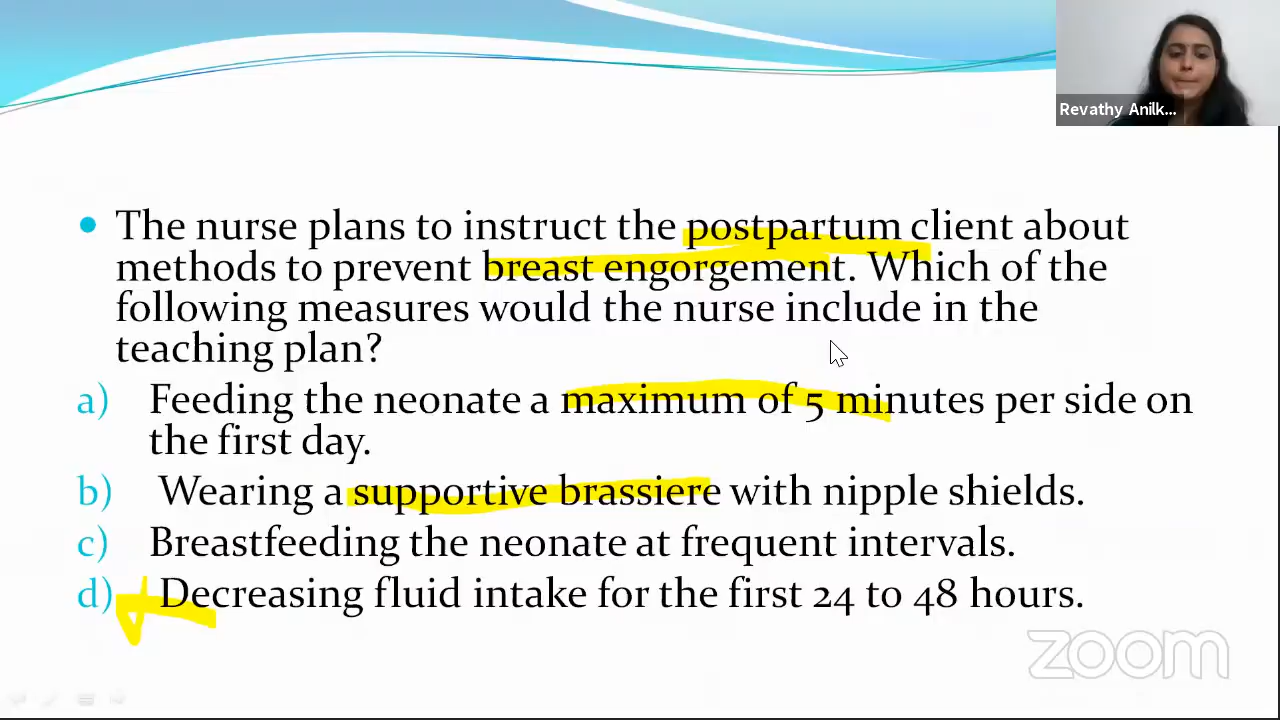 Revathy Anilk...
• The nurse plans to instruct the postpartum client about
methods to prevent breast engorgement. Which of the
following measures would the nurse include in the
teaching plan?
a) Feeding the neonate a maximum of 5 minutes per side on
the first day.
b) Wearing a supportive brassiere with nipple shields.
c) Breastfeeding the neonate at frequent intervals.
d) Decreasing fluid intake for the first 24 to 48 hours.
zoom